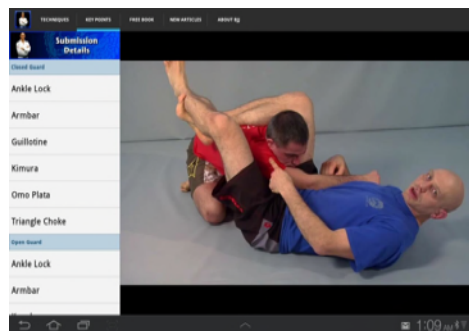 TECHNIQUES KEY POINTS FREE BOOK NEW ARTICLES ABOUT
Submission
Details
Closed Guard
Ankle Lock
Armbar
Guillotine
Kimura
Omo Plata
Triangle Choke
Open Guard
Ankle Lock
Armbar
1:09